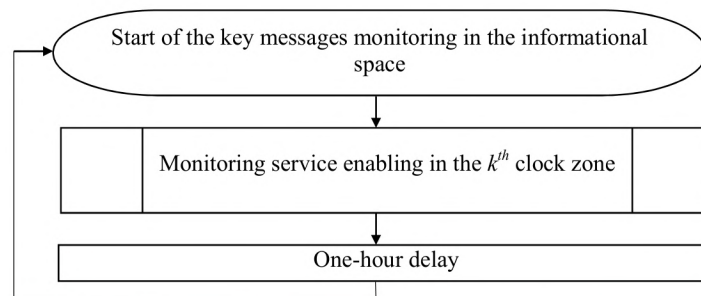 Start of the key messages monitoring in the informational
space
Monitoring service enabling in the k^th clock zone
One-hour delay